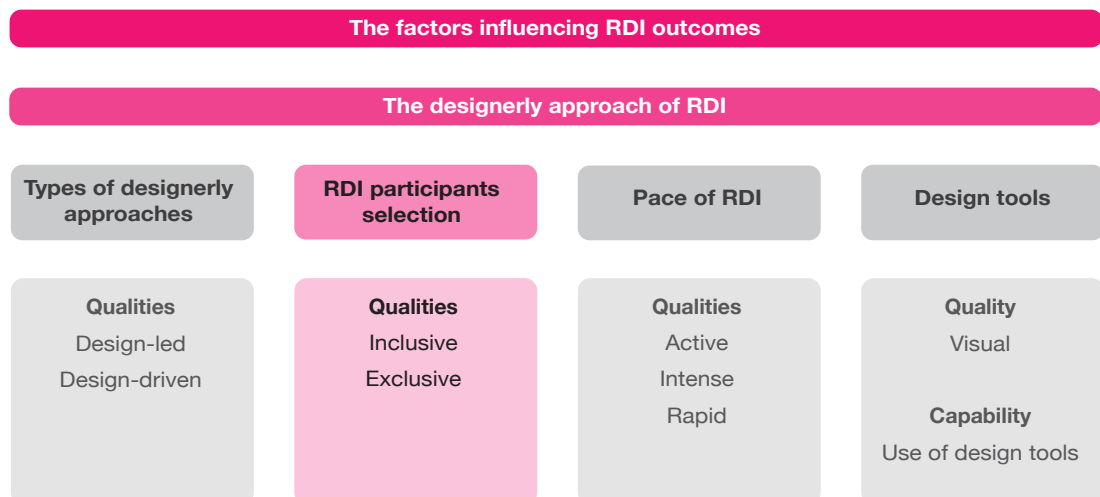 The factors influencing RDI outcomes
The designerly approach of RDI
Types of designerly
approaches
RDI participants
selection
Pace of RDI
Design tools
Qualities
Design-led
Design-driven
Qualities
Inclusive
Exclusive
Qualities
Active
Intense
Rapid
Quality
Visual
Capability
Use of design tools